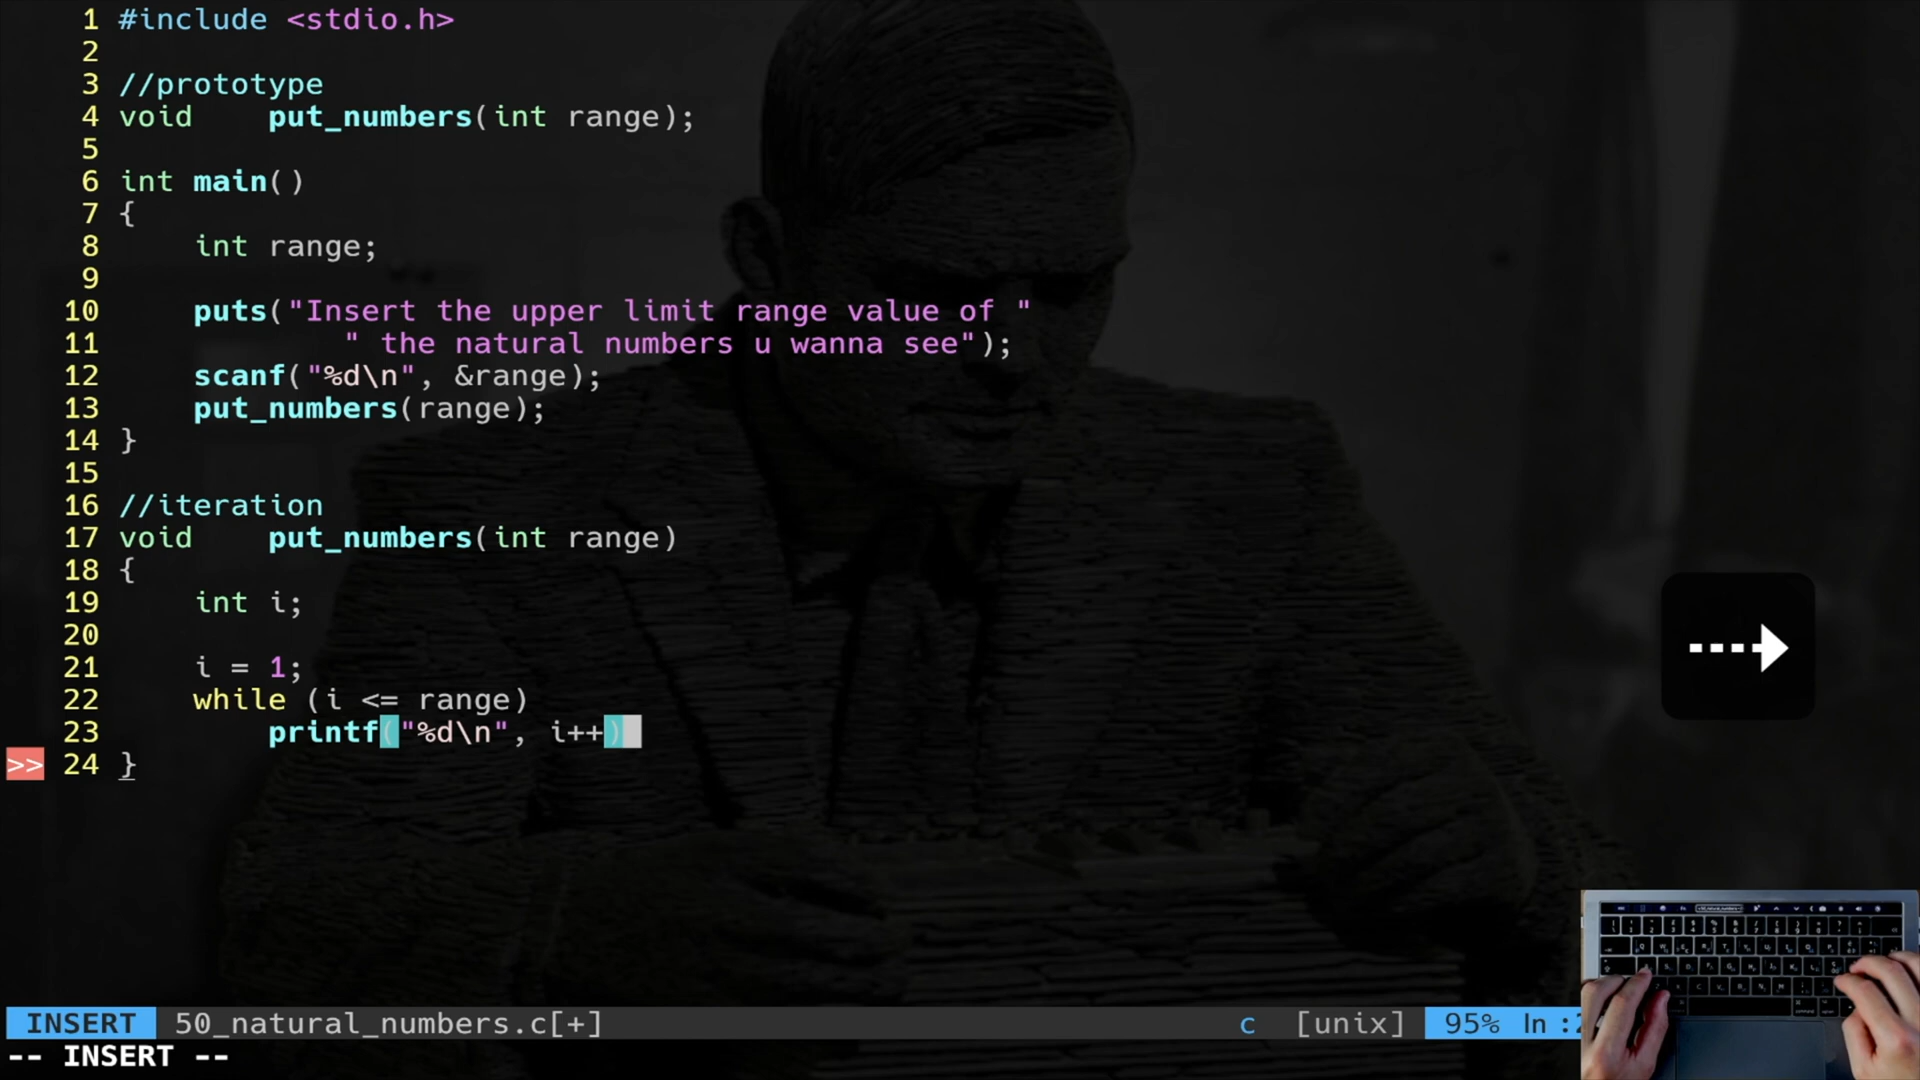 1 #include <stdio.h>
2
3 //prototype
4 void    put_numbers(int range);
5
6 int main()
7 {
8     int range;
9
10     puts("Insert the upper limit range value of "
11             " the natural numbers u wanna see");
12     scanf("%d\n", &range);
13     put_numbers(range);
14 }
15
16 //iteration
17 void    put_numbers(int range)
18 {
19     int i;
20
21     i = 1;
22     while (i <= range)
23         printf("%d\n", i++)
>> 24 }
INSERT 50_natural_numbers.c[+] c [unix] 95% ln :2
-- INSERT --